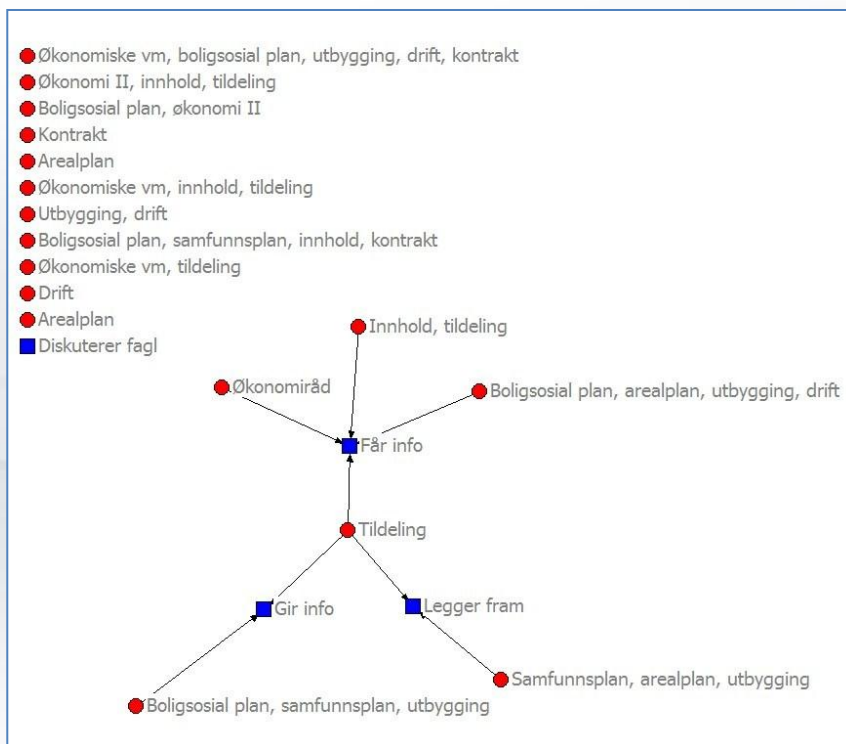 Økonomiske vm, boligsosial plan, utbygging, drift, kontrakt
Økonomi II, innhold, tildeling
Boligsosial plan, økonomi II
Kontrakt
Arealplan
Økonomiske vm, innhold, tildeling
Utbygging, drift
Boligsosial plan, samfunnsplan, innhold, kontrakt
Økonomiske vm, tildeling
Drift
Arealplan
Diskuterer fagl
Innhold, tildeling
Økonomiråd
Boligsosial plan, arealplan, utbygging, drift
Får info
Tildeling
Gir info
Legger fram
Samfunnsplan, arealplan, utbygging
Boligsosial plan, samfunnsplan, utbygging